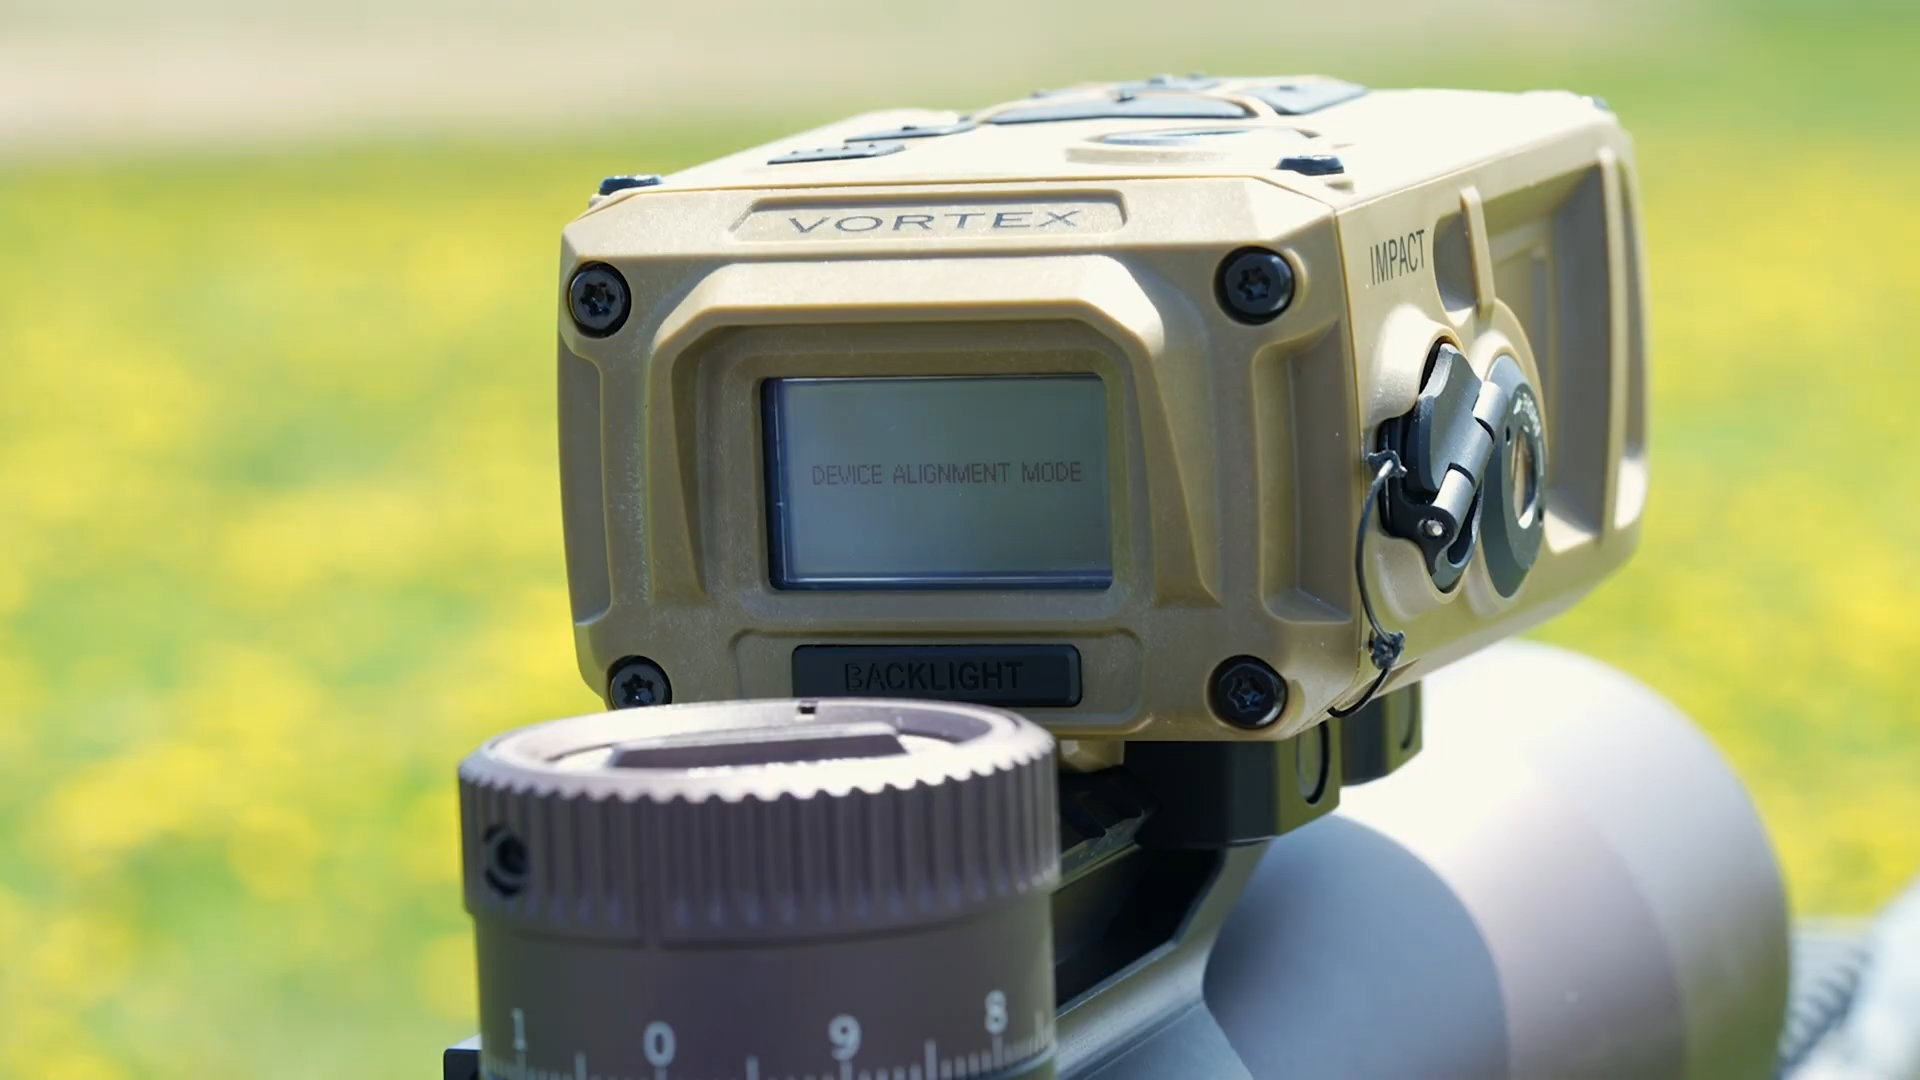 VORTEX
IMPACT
DEVICE ALIGNMENT MODE
BACKLIGHT
1 0 9 8